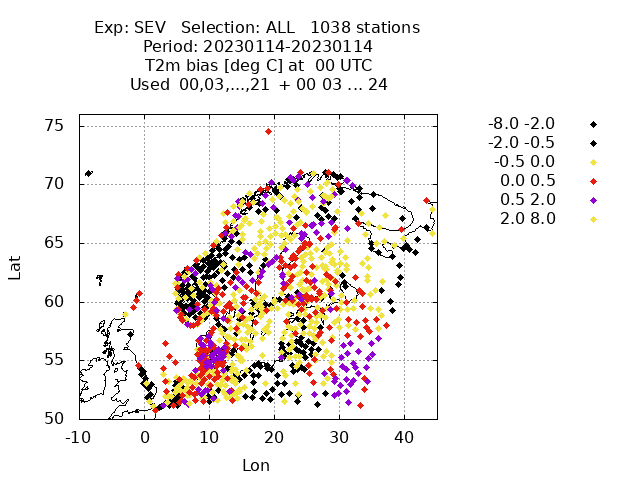 Exp: SEV Selection: ALL 1038 stations
Period: 20230114-20230114
T2m bias [deg C] at 00 UTC
Used 00,03,...,21 + 00 03 ... 24
75
70
65
60
55
50
-10 0 10 20 30 40
Lat
Lon
-8.0 -2.0
-2.0 -0.5
-0.5 0.0
0.0 0.5
0.5 2.0
2.0 8.0